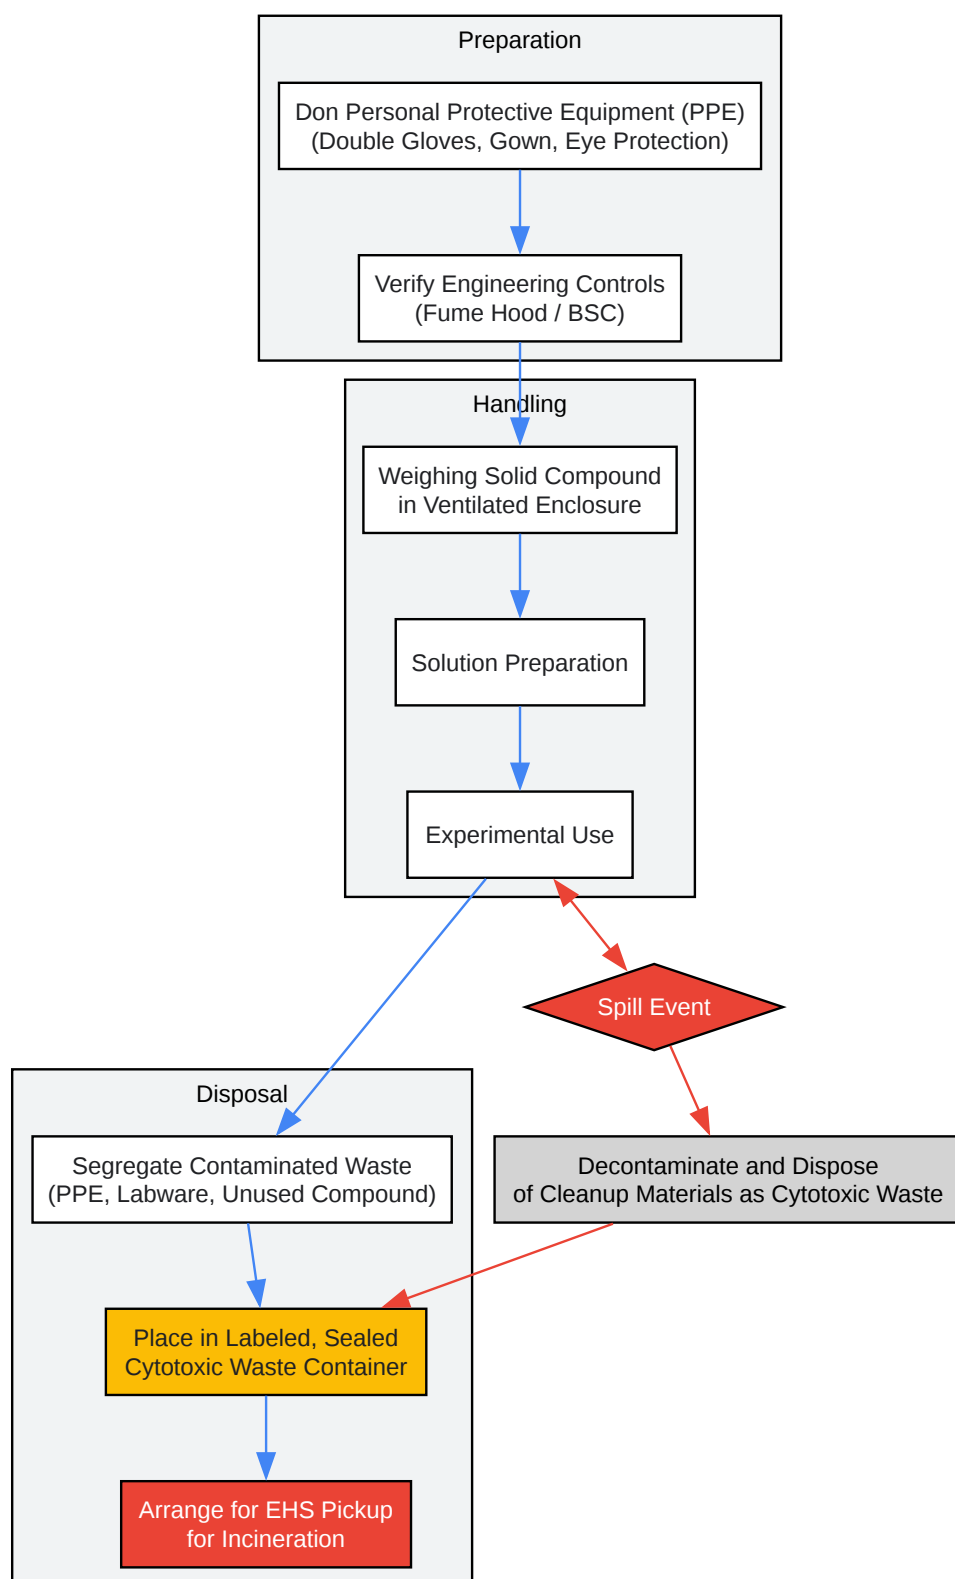 Preparation
Don Personal Protective Equipment (PPE)
(Double Gloves, Gown, Eye Protection)
Verify Engineering Controls
(Fume Hood / BSC)
Handling
Weighing Solid Compound
in Ventilated Enclosure
Solution Preparation
Experimental Use
Spill Event
Disposal
Segregate Contaminated Waste
(PPE, Labware, Unused Compound)
Decontaminate and Dispose
of Cleanup Materials as Cytotoxic Waste
Place in Labeled, Sealed
Cytotoxic Waste Container
Arrange for EHS Pickup
for Incineration